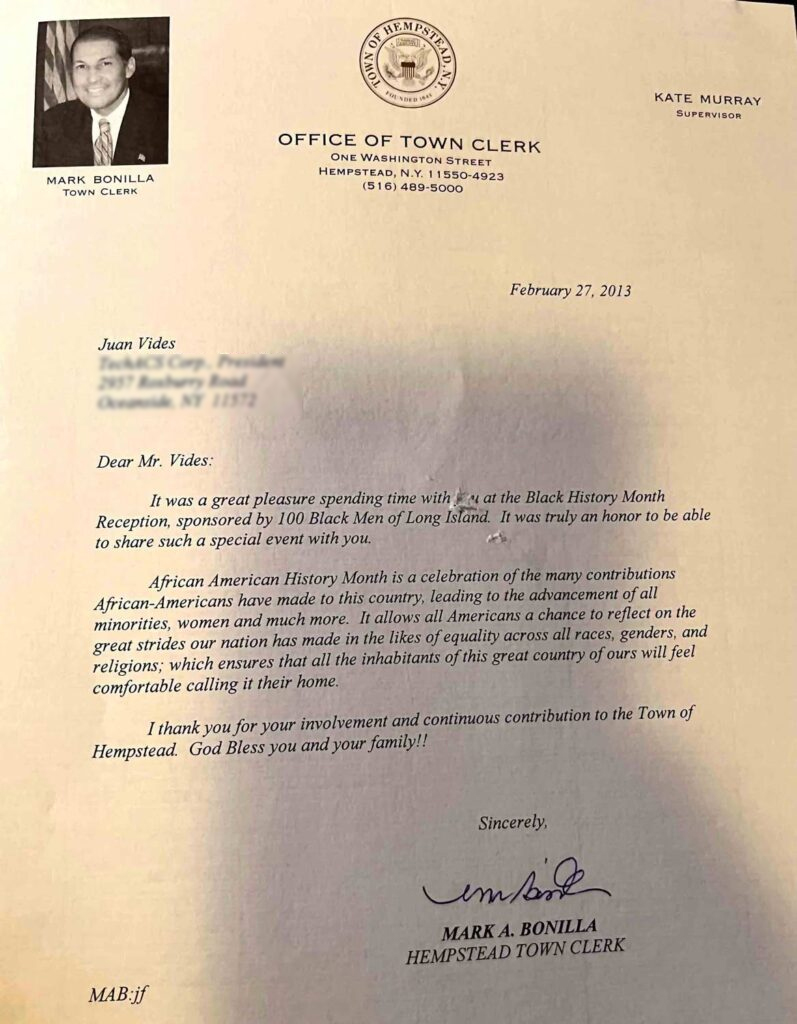 TOWN OF HEMPSTEAD, N.Y.
FOUNDED 1644
MARK BONILLA
TOWN CLERK
OFFICE OF TOWN CLERK
ONE WASHINGTON STREET
HEMPSTEAD, N.Y. 11550-4923
(516) 489-5000
KATE MURRAY
SUPERVISOR
February 27, 2013
Juan Vides
Dear Mr. Vides:
It was a great pleasure spending time with at the Black History Month
Reception, sponsored by 100 Black Men of Long Island. It was truly an honor to be able
to share such a special event with you.
African American History Month is a celebration of the many contributions
African-Americans have made to this country, leading to the advancement of all
minorities, women and much more. It allows all Americans a chance to reflect on the
great strides our nation has made in the likes of equality across all races, genders, and
religions; which ensures that all the inhabitants of this great country of ours will feel
comfortable calling it their home.
I thank you for your involvement and continuous contribution to the Town of
Hempstead. God Bless you and your family!!
Sincerely,
MARK A. BONILLA
HEMPSTEAD TOWN CLERK
MAB:jf